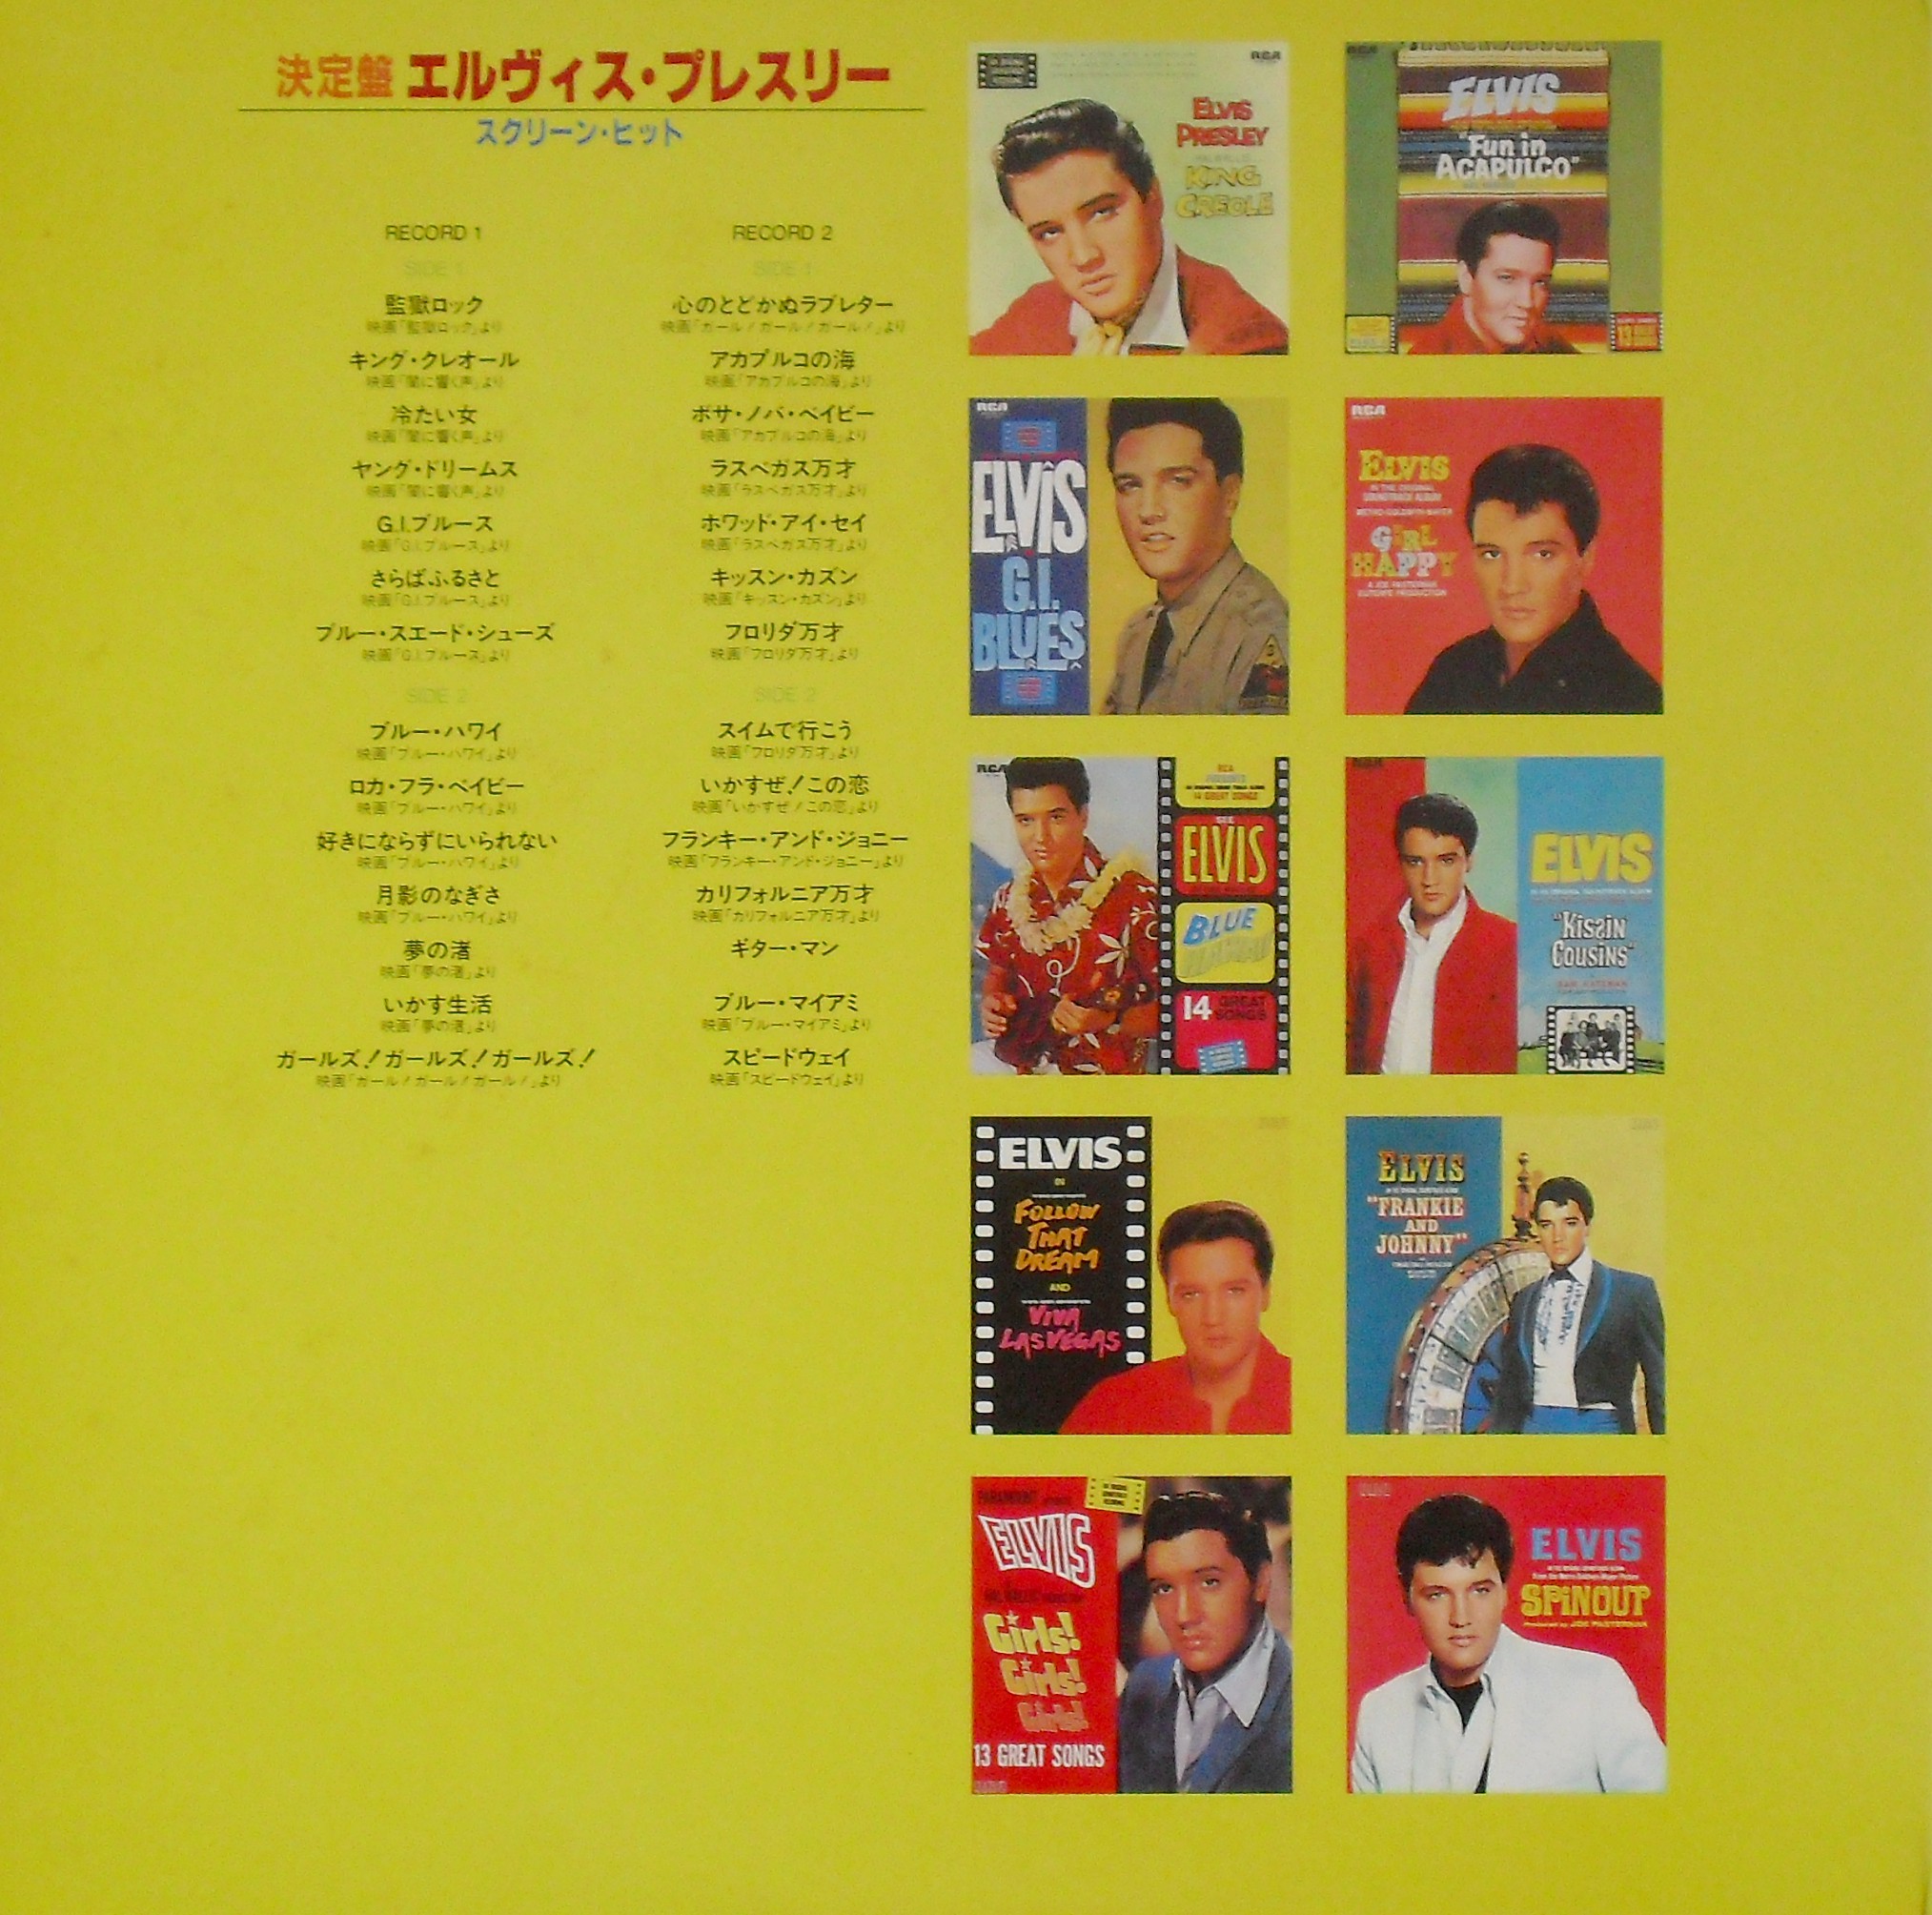 決定盤 エルヴィス・プレスリー
スクリーン・ヒット
RECORD 1
SIDE 1
監獄ロック
映画「監獄ロック」より
キング・クレオール
映画「闇に響く声」より
冷たい女
映画「闇に響く声」より
ヤング・ドリームス
映画「闇に響く声」より
G.I.ブルース
映画「G.I.ブルース」より
さらばふるさと
映画「G.I.ブルース」より
ブルー・スエード・シューズ
映画「G.I.ブルース」より
SIDE 2
ブルー・ハワイ
映画「ブルー・ハワイ」より
ロカ・フラ・ベイビー
映画「ブルー・ハワイ」より
好きにならずにいられない
映画「ブルー・ハワイ」より
月影のなぎさ
映画「ブルー・ハワイ」より
夢の渚
映画「夢の渚」より
いかす生活
映画「夢の渚」より
ガールズ!ガールズ!ガールズ!
映画「ガール!ガール!ガール!」より
RECORD 2
SIDE 1
心のとどかぬラブレター
映画「ガール!ガール!ガール!」より
アカプルコの海
映画「アカプルコの海」より
ボサ・ノバ・ベイビー
映画「アカプルコの海」より
ラスベガス万才
映画「ラスベガス万才」より
ホワッド・アイ・セイ
映画「ラスベガス万才」より
キッスン・カズン
映画「キッスン・カズン」より
フロリダ万才
映画「フロリダ万才」より
SIDE 2
スイムで行こう
映画「フロリダ万才」より
いかすぜ!この恋
映画「いかすぜ!この恋」より
フランキー・アンド・ジョニー
映画「フランキー・アンド・ジョニー」より
カリフォルニア万才
映画「カリフォルニア万才」より
ギター・マン
ブルー・マイアミ
映画「ブルー・マイアミ」より
スピードウェイ
映画「スピードウェイ」より
RCA
ELVIS
PRESLEY
KING
CREOLE
RCA
ELVIS
"Fun in
ACAPULCO"
RCA
ELVIS
G.I.
BLUES
RCA
ELVIS
IN THE ORIGINAL
SOUNDTRACK ALBUM
METRO-GOLDWYN-MAYER
GIRL
HAPPY
A JOE PASTERNAK
RCA
RCA
14 GREAT SONGS
SEE
ELVIS
BLUE
HAWAII
14 GREAT
SONGS
ELVIS
"Kissin
Cousins"
ELVIS
IN
FOLLOW
THAT
DREAM
AND
VIVA
LAS VEGAS
ELVIS
"FRANKIE
AND
JOHNNY"
PARAMOUNT
ELVIS
Girls!
Girls!
Girls!
13 GREAT SONGS
ELVIS
SPINOUT
Produced by JOE PASTERNAK